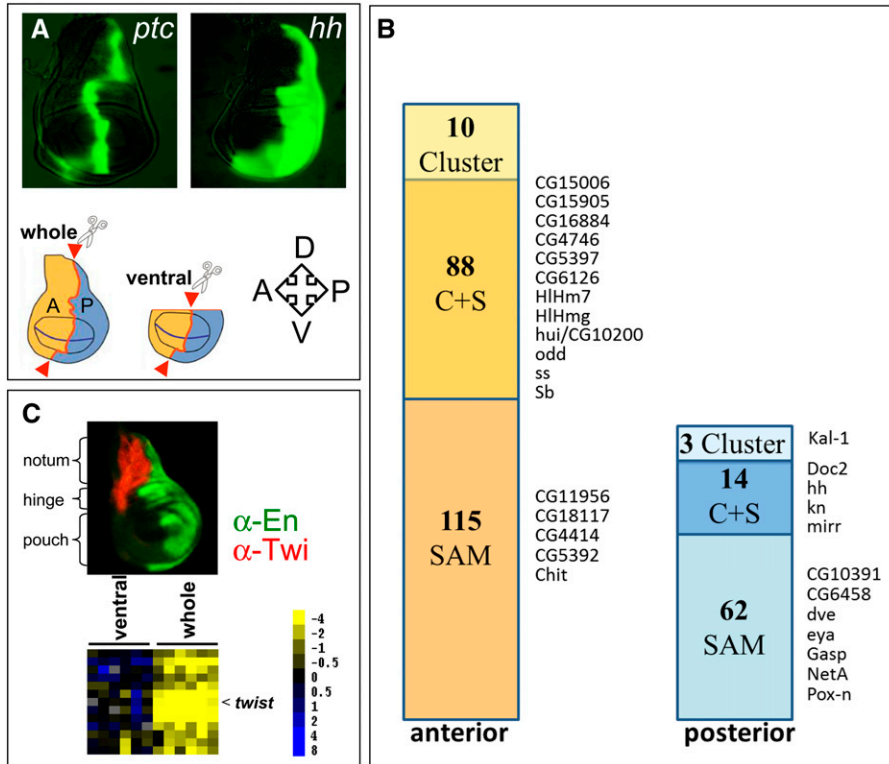 A
ptc
hh
whole
ventral
A P
D
A P
V
B
10
Cluster
88
C+S
115
SAM
anterior
CG15006
CG15905
CG16884
CG4746
CG5397
CG6126
HlHm7
HlHmg
hui/CG10200
odd
ss
Sb
CG11956
CG18117
CG4414
CG5392
Chit
3 Cluster
14
C+S
62
SAM
posterior
Kal-1
Doc2
hh
kn
mirr
CG10391
CG6458
dve
eya
Gasp
NetA
Pox-n
C
notum
hinge
pouch
α-En
α-Twi
ventral
whole
< twist
-4
-2
-1
-0.5
0
0.5
1
2
4
8